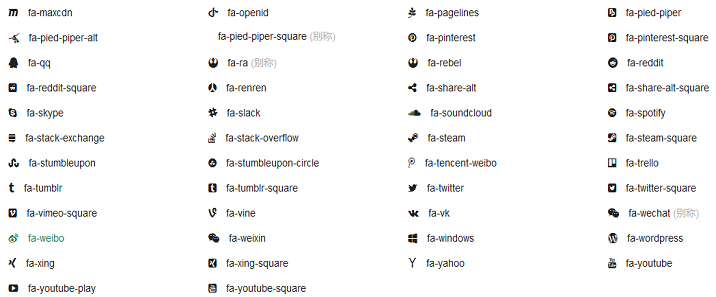 fa-maxcdn fa-openid fa-pagelines fa-pied-piper
fa-pied-piper-alt fa-pied-piper-square (别称) fa-pinterest fa-pinterest-square
fa-qq fa-ra (别称) fa-rebel fa-reddit
fa-reddit-square fa-renren fa-share-alt fa-share-alt-square
fa-skype fa-slack fa-soundcloud fa-spotify
fa-stack-exchange fa-stack-overflow fa-steam fa-steam-square
fa-stumbleupon fa-stumbleupon-circle fa-tencent-weibo fa-trello
fa-tumblr fa-tumblr-square fa-twitter fa-twitter-square
fa-vimeo-square fa-vine fa-vk fa-wechat (别称)
fa-weibo fa-weixin fa-windows fa-wordpress
fa-xing fa-xing-square fa-yahoo fa-youtube
fa-youtube-play fa-youtube-square